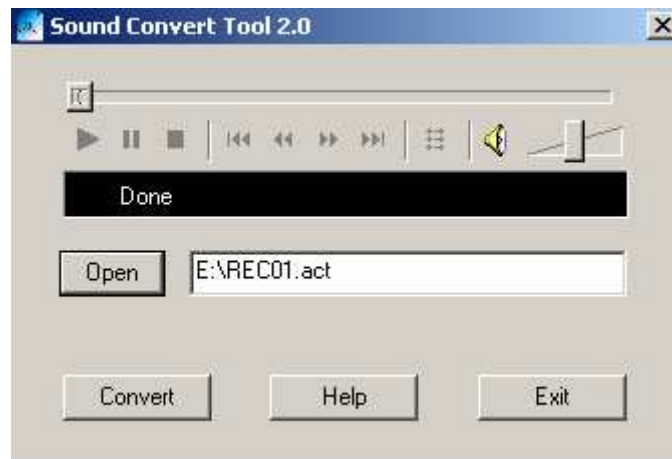 Sound Convert Tool 2.0
Done
Open E:\REC01.act
Convert Help Exit